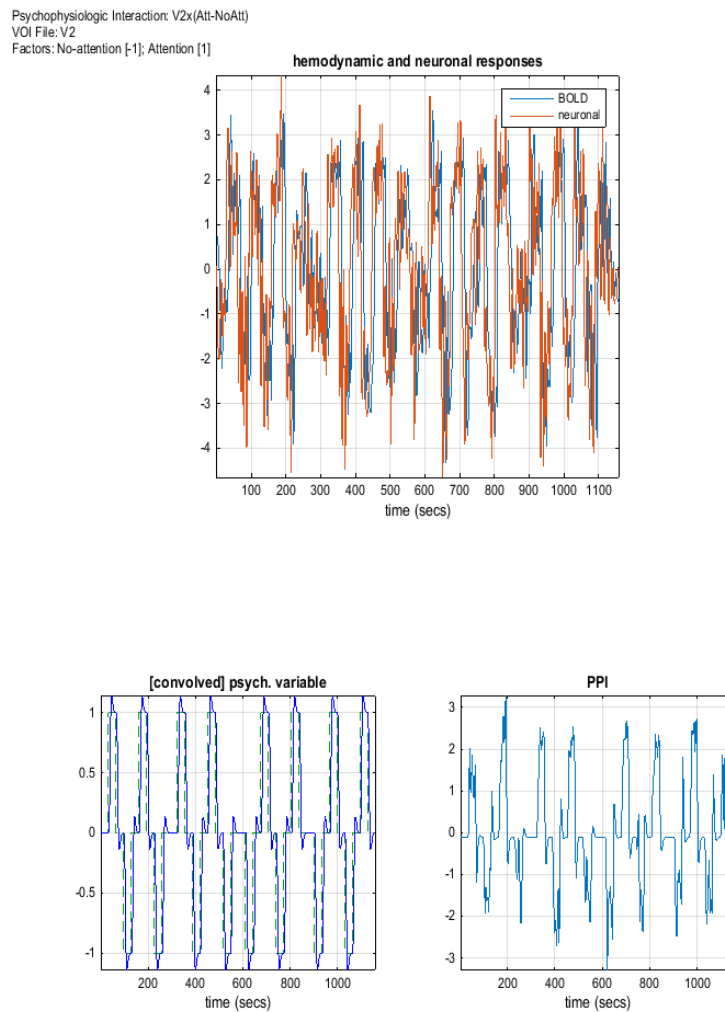 Psychophysiologic Interaction: V2x(Att-NoAtt)
VOI File: V2
Factors: No-attention [-1]; Attention [1]
hemodynamic and neuronal responses
BOLD
neuronal
4
3
2
1
0
-1
-2
-3
-4
100 200 300 400 500 600 700 800 900 1000 1100
time (secs)
[convolved] psych. variable
1
0.5
0
-0.5
-1
200 400 600 800 1000
time (secs)
PPI
3
2
1
0
-1
-2
-3
200 400 600 800 1000
time (secs)